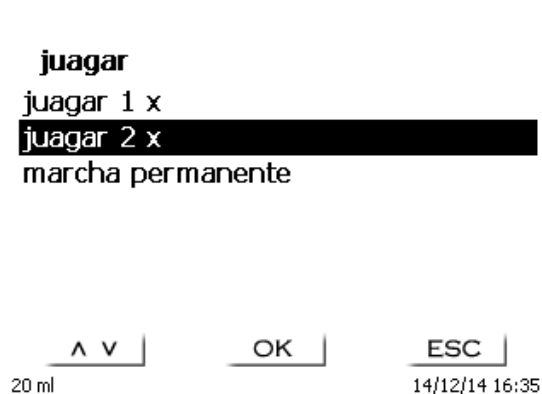 juagar
juagar 1 x
juagar 2 x
marcha permanente
∧ ∨ OK ESC
20 ml 14/12/14 16:35